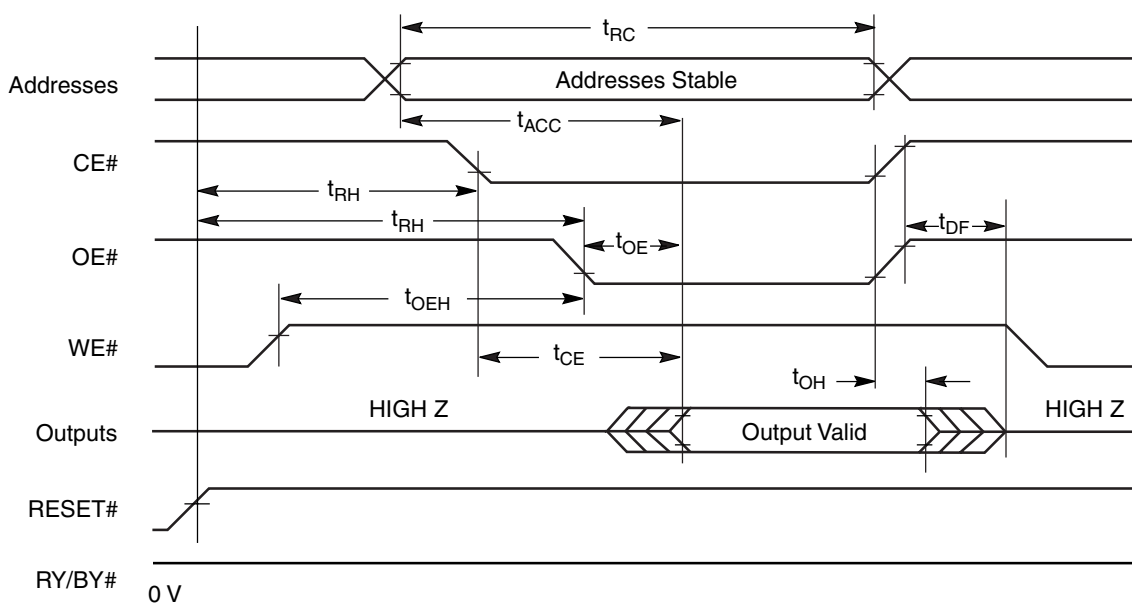 tRC
Addresses
Addresses Stable
tACC
CE#
tRH
tRH
tOE
tDF
OE#
tOEH
WE#
tCE
tOH
HIGH Z
HIGH Z
Outputs
Output Valid
RESET#
RY/BY#
0 V